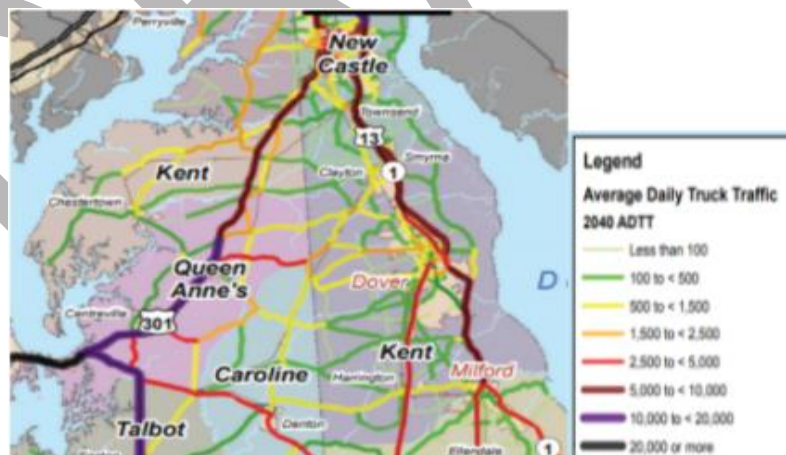 Perryville
New
Castle
Townsend
13
Smyrna
Kent
Clayton
1
Chestertown
Queen
Anne's
Dover
D
Centreville
301
Kent
Milford
Caroline
Harrington
Talbot
Denton
Ellendale
1
Legend
Average Daily Truck Traffic
2040 ADTT
Less than 100
100 to < 500
500 to < 1,500
1,500 to < 2,500
2,500 to < 5,000
5,000 to < 10,000
10,000 to < 20,000
20,000 or more